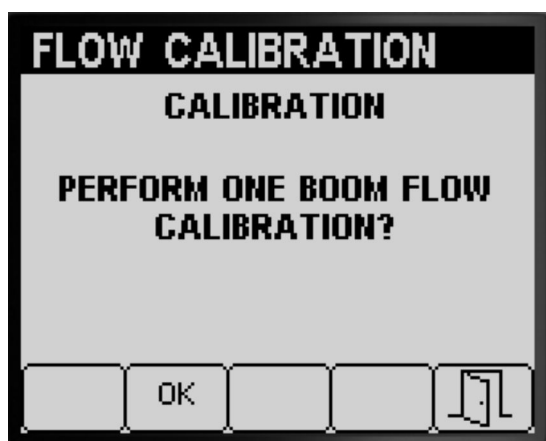 FLOW CALIBRATION
CALIBRATION
PERFORM ONE BOOM FLOW
CALIBRATION?
OK